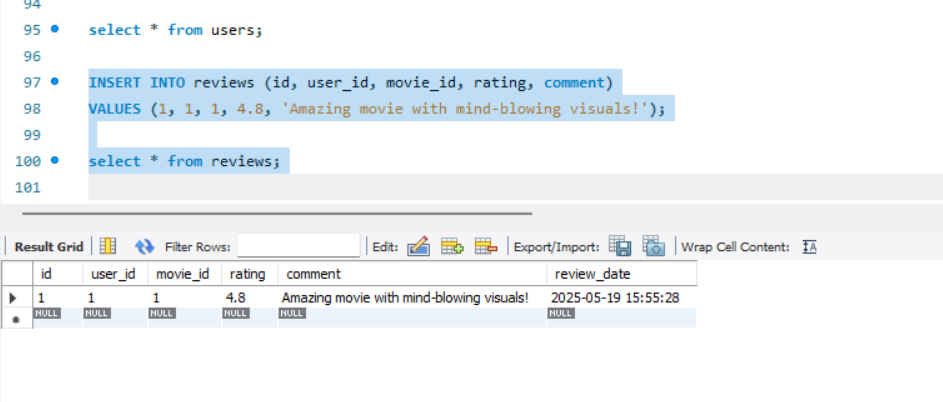 94
95 select * from users;
96
97 INSERT INTO reviews (id, user_id, movie_id, rating, comment)
98 VALUES (1, 1, 1, 4.8, 'Amazing movie with mind-blowing visuals!');
99
100 select * from reviews;
101
Result Grid Filter Rows: Edit: Export/Import: Wrap Cell Content: IA
id user_id movie_id rating comment review_date
1 1 1 4.8 Amazing movie with mind-blowing visuals! 2025-05-19 15:55:28
NULL NULL NULL NULL NULL NULL